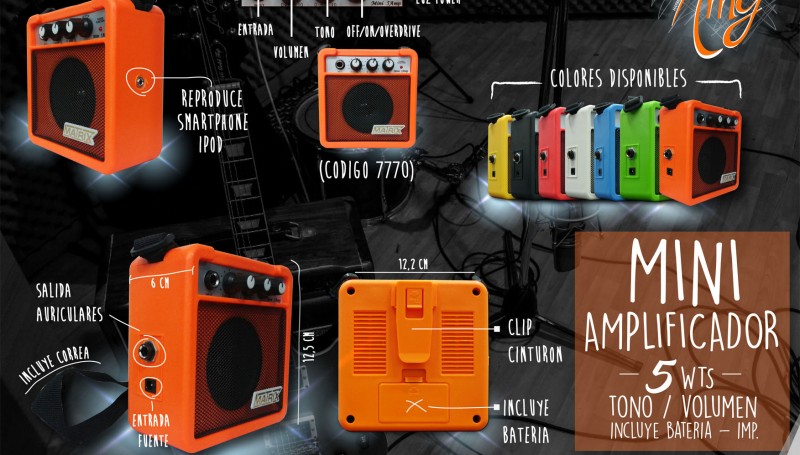 ENTRADA
VOLUMEN
TONO
OFF/ON/OVERDRIVE
REPRODUCE
SMARTPHONE
IPOD
MATRIX
(CODIGO 7770)
COLORES DISPONIBLES
SALIDA
AURICULARES
INCLUYE CORREA
6 CM
12,5 CM
12,2 CM
ENTRADA
FUENTE
MATRIX
CLIP
CINTURON
INCLUYE
BATERIA
MINI
AMPLIFICADOR
5 WTS
TONO / VOLUMEN
INCLUYE BATERIA – IMP.